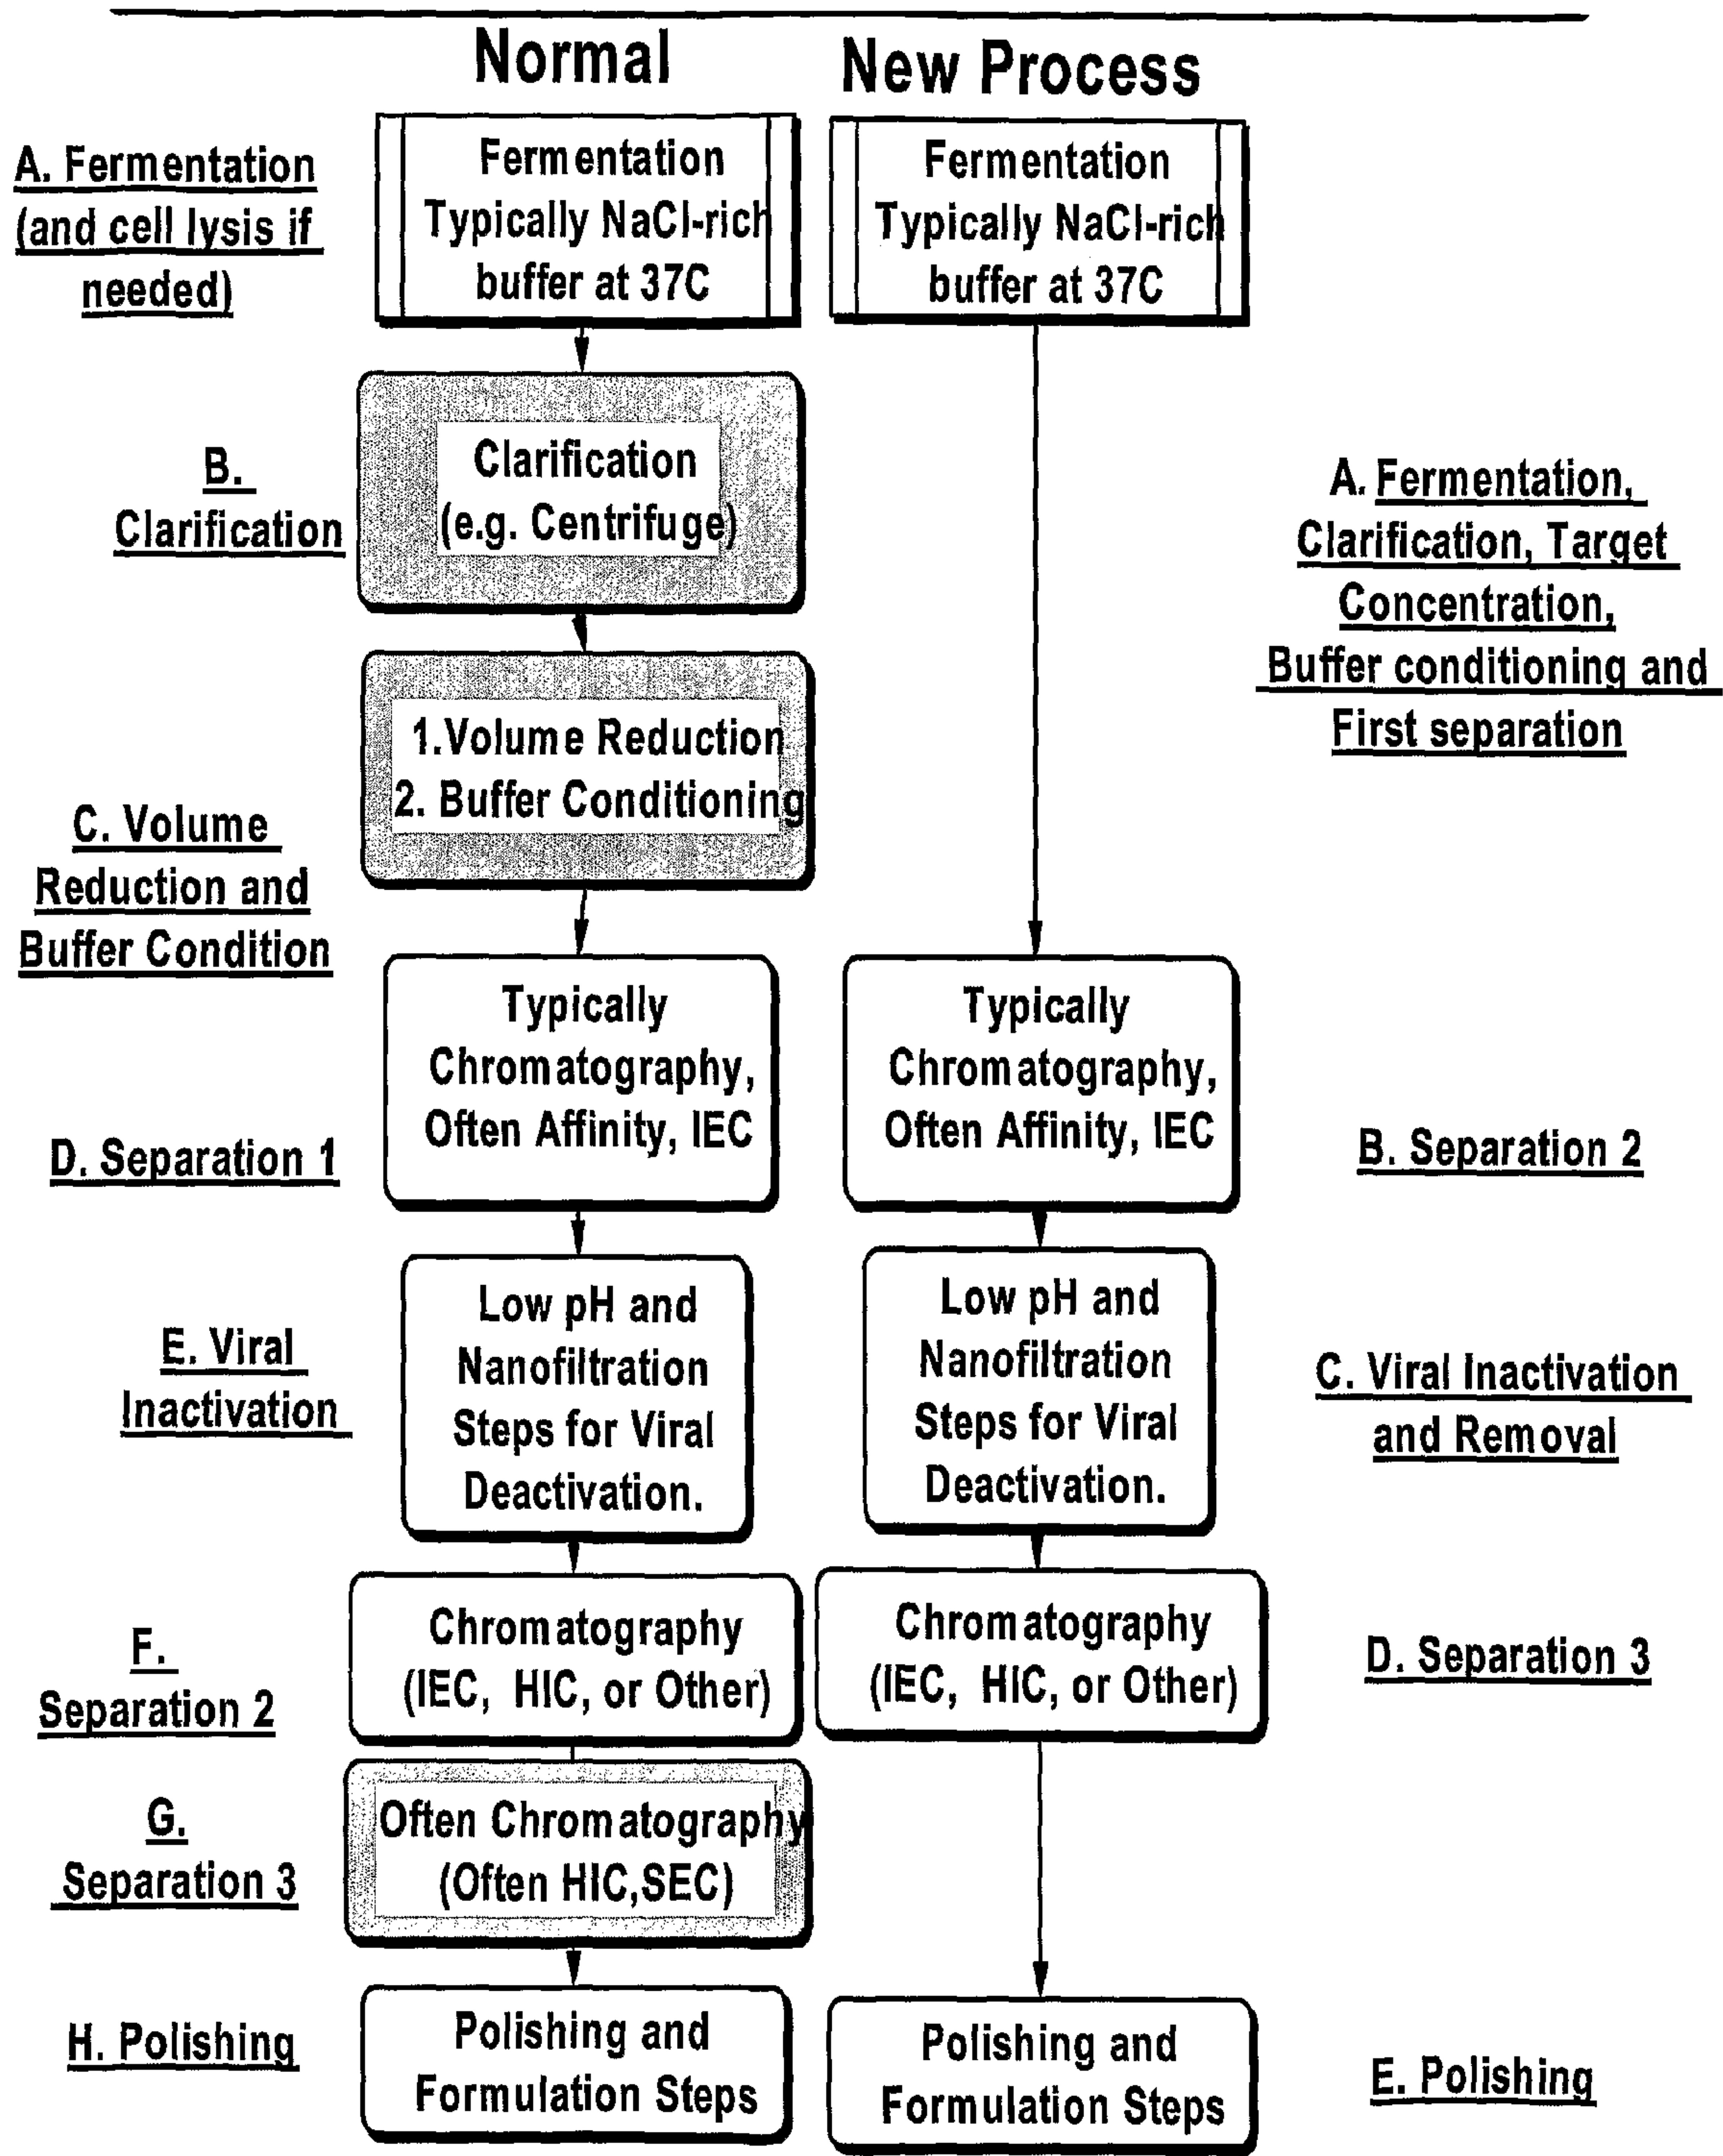 Normal
New Process
A. Fermentation
(and cell lysis if
needed)
Fermentation
Typically NaCl-rich
buffer at 37C
Fermentation
Typically NaCl-rich
buffer at 37C
B.
Clarification
Clarification
(e.g. Centrifuge)
A. Fermentation,
Clarification, Target
Concentration,
Buffer conditioning and
First separation
1.Volume Reduction
2. Buffer Conditioning
C. Volume
Reduction and
Buffer Condition
Typically
Chromatography,
Often Affinity, IEC
Typically
Chromatography,
Often Affinity, IEC
D. Separation 1
B. Separation 2
Low pH and
Nanofiltration
Steps for Viral
Deactivation.
Low pH and
Nanofiltration
Steps for Viral
Deactivation.
E. Viral
Inactivation
C. Viral Inactivation
and Removal
F.
Separation 2
Chromatography
(IEC, HIC, or Other)
Chromatography
(IEC, HIC, or Other)
D. Separation 3
G.
Separation 3
Often Chromatography
(Often HIC,SEC)
H. Polishing
Polishing and
Formulation Steps
Polishing and
Formulation Steps
E. Polishing